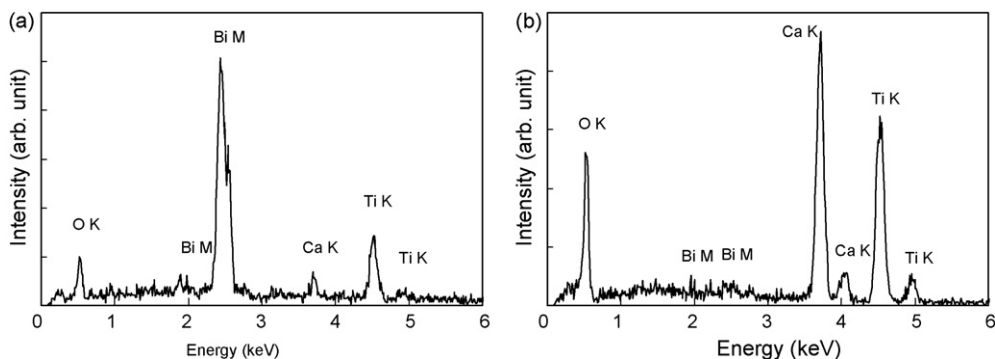 (a)
Bi M
O K
Bi M
Ca K
Ti K
Ti K
Intensity (arb. unit)
0 1 2 3 4 5 6
Energy (keV)
(b)
Ca K
Ti K
O K
Bi M Bi M
Ca K
Ti K
Intensity (arb. unit)
0 1 2 3 4 5 6
Energy (keV)